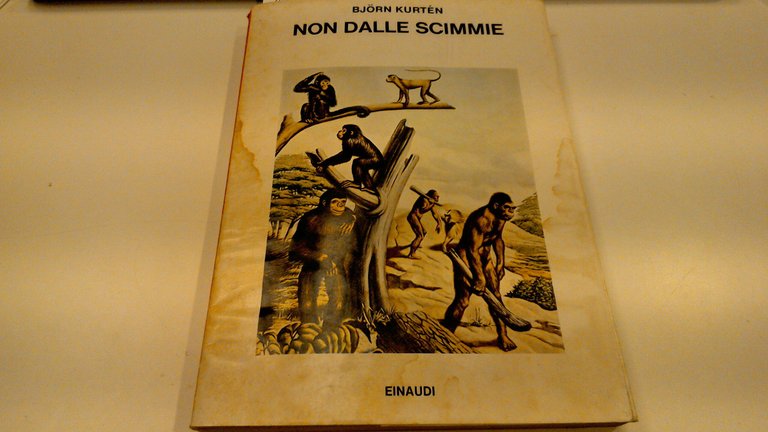 BJÖRN KURTÉN
NON DALLE SCIMMIE
EINAUDI